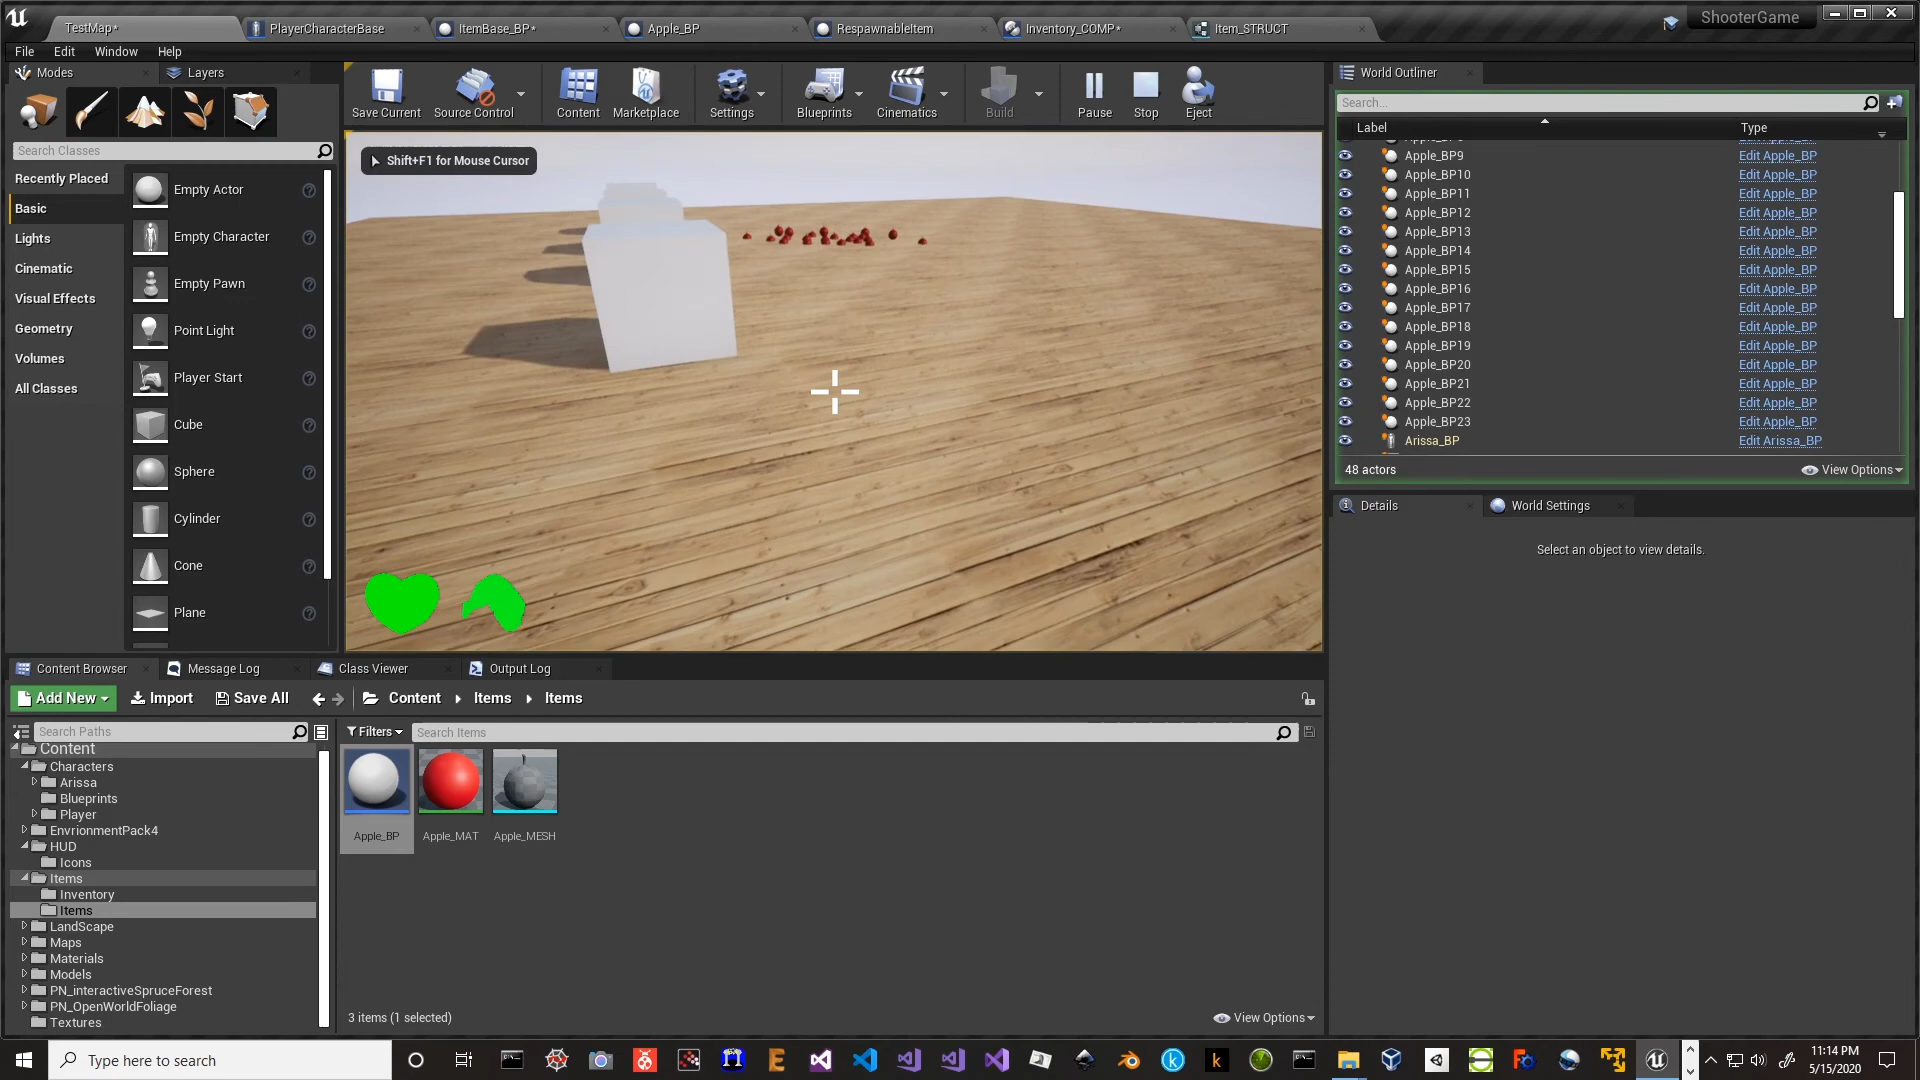 TestMap*
PlayerCharacterBase
ItemBase_BP*
Apple_BP
RespawnableItem
Inventory_COMP*
Item_STRUCT
ShooterGame
File Edit Window Help
Modes
Layers
Search Classes
Recently Placed
Basic
Lights
Cinematic
Visual Effects
Geometry
Volumes
All Classes
Empty Actor
Empty Character
Empty Pawn
Point Light
Player Start
Cube
Sphere
Cylinder
Cone
Plane
Save Current
Source Control
Content
Marketplace
Settings
Blueprints
Cinematics
Build
Pause
Stop
Eject
Shift+F1 for Mouse Cursor
World Outliner
Search...
Label Type
Apple_BP9 Edit Apple_BP
Apple_BP10 Edit Apple_BP
Apple_BP11 Edit Apple_BP
Apple_BP12 Edit Apple_BP
Apple_BP13 Edit Apple_BP
Apple_BP14 Edit Apple_BP
Apple_BP15 Edit Apple_BP
Apple_BP16 Edit Apple_BP
Apple_BP17 Edit Apple_BP
Apple_BP18 Edit Apple_BP
Apple_BP19 Edit Apple_BP
Apple_BP20 Edit Apple_BP
Apple_BP21 Edit Apple_BP
Apple_BP22 Edit Apple_BP
Apple_BP23 Edit Apple_BP
Arissa_BP Edit Arissa_BP
48 actors
View Options
Details
World Settings
Select an object to view details.
Content Browser
Message Log
Class Viewer
Output Log
Add New
Import
Save All
Content
Items
Items
Search Paths
Content
Characters
Arissa
Blueprints
Player
EnvrionmentPack4
HUD
Icons
Items
Inventory
Items
LandScape
Maps
Materials
Models
PN_interactiveSpruceForest
PN_OpenWorldFoliage
Textures
Filters
Search Items
Apple_BP
Apple_MAT
Apple_MESH
3 items (1 selected)
View Options
Type here to search
11:14 PM
5/15/2020